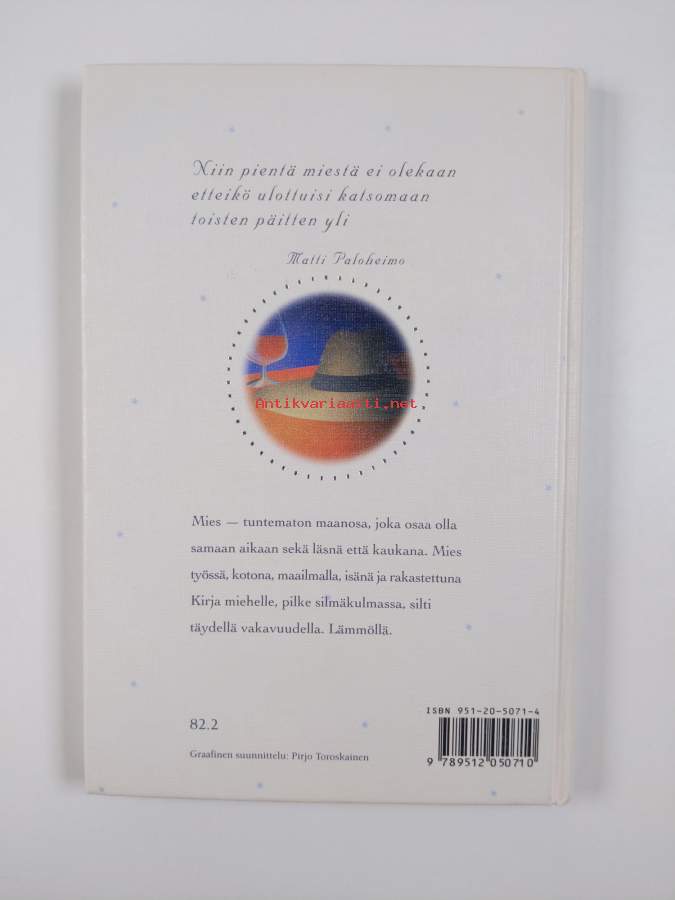 Niin pientä miestä ei olekaan
etteikö ulottuisi katsomaan
toisten päitten yli
Matti Paloheimo
Antikvariaatti.net
Mies — tuntematon maanosa, joka osaa olla
samaan aikaan sekä läsnä että kaukana. Mies
työssä, kotona, maailmalla, isänä ja rakastettuna
Kirja miehelle, pilke silmäkulmassa, silti
täydellä vakavuudella. Lämmöllä.
ISBN 951-20-5071-4
82.2
Graafinen suunnittelu: Pirjo Toroskainen
9 789512 050710